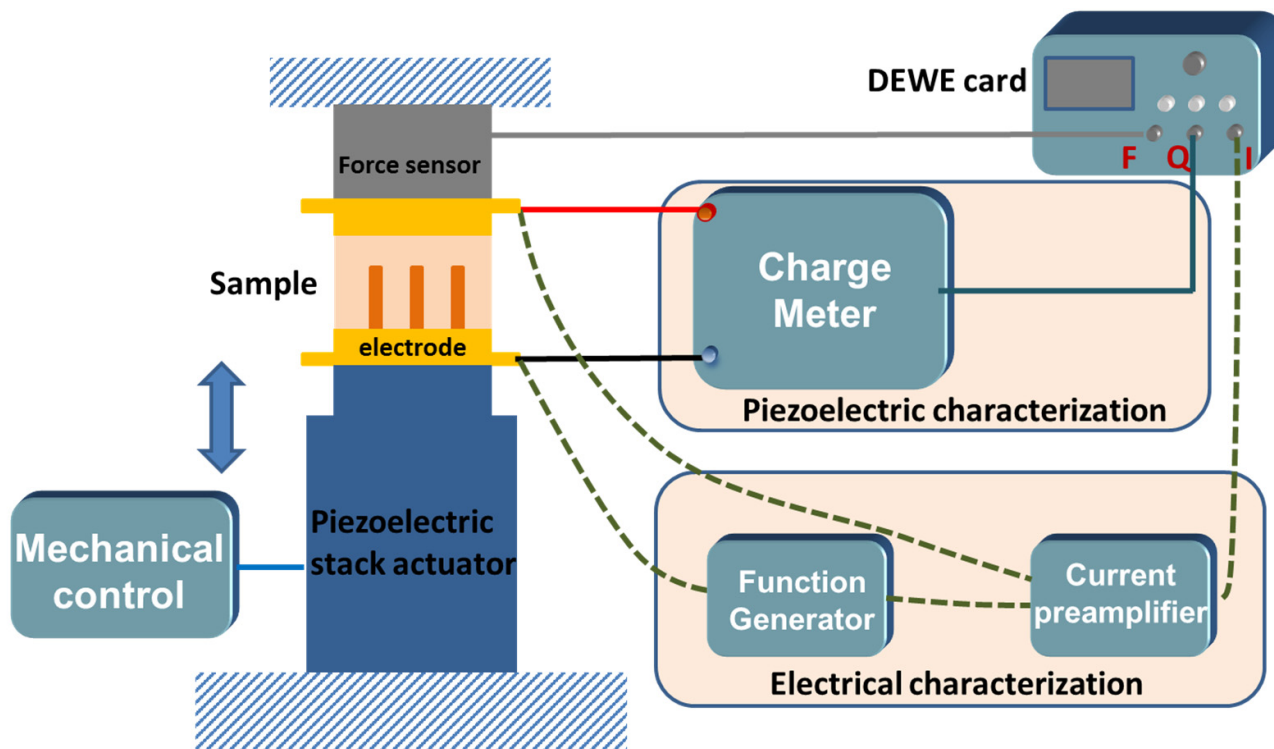 DEWE card
Force sensor
F Q I
Sample
Charge
Meter
electrode
Piezoelectric characterization
Mechanical
control
Piezoelectric
stack actuator
Function
Generator
Current
preamplifier
Electrical characterization